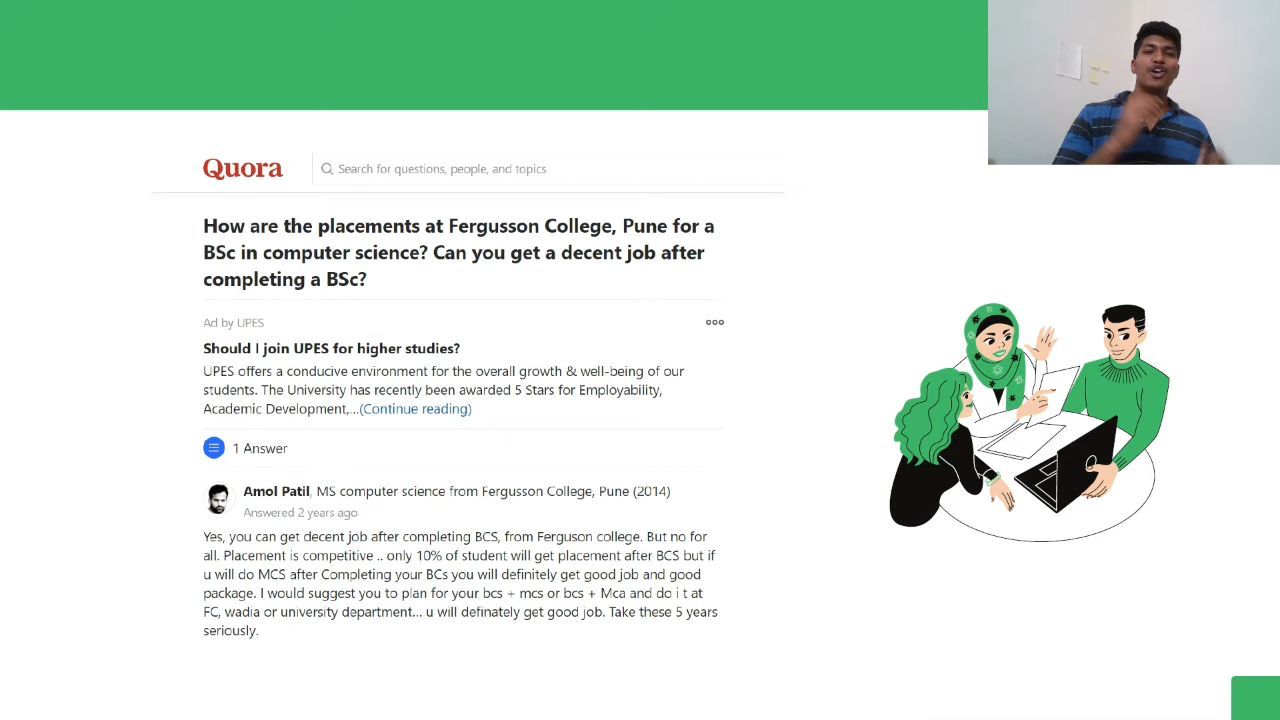 Quora
Search for questions, people, and topics
How are the placements at Fergusson College, Pune for a
BSc in computer science? Can you get a decent job after
completing a BSc?
Ad by UPES
Should I join UPES for higher studies?
UPES offers a conducive environment for the overall growth & well-being of our
students. The University has recently been awarded 5 Stars for Employability,
Academic Development,...(Continue reading)
1 Answer
Amol Patil, MS computer science from Fergusson College, Pune (2014)
Answered 2 years ago
Yes, you can get decent job after completing BCS, from Ferguson college. But no for
all. Placement is competitive .. only 10% of student will get placement after BCS but if
u will do MCS after Completing your BCs you will definitely get good job and good
package. I would suggest you to plan for your bcs + mcs or bcs + Mca and do i t at
FC, wadia or university department... u will definately get good job. Take these 5 years
seriously.